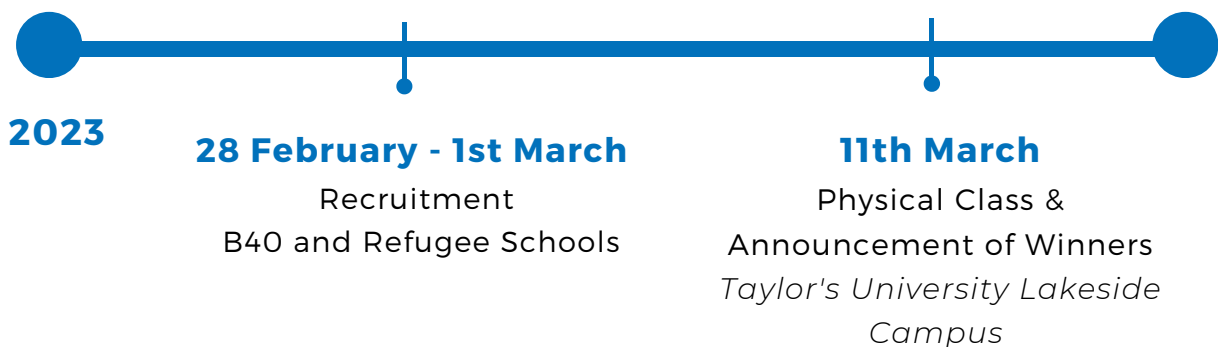 2023
28 February - 1st March
Recruitment
B40 and Refugee Schools
11th March
Physical Class &
Announcement of Winners
Taylor's University Lakeside
Campus